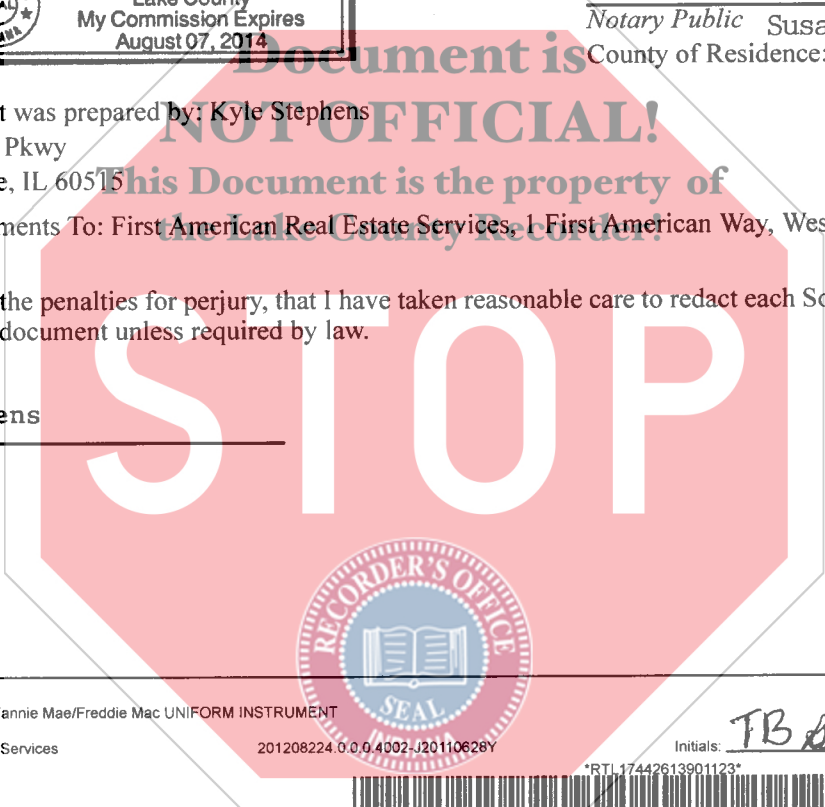 Lake County
My Commission Expires
August 07, 2014
Notary Public Susa
County of Residence:
Document is
NOT OFFICIAL!
This Document is the property of
the Lake County Recorder!
t was prepared by: Kyle Stephens
Pkwy
e, IL 60515
ments To: First American Real Estate Services, 1 First American Way, Wes
the penalties for perjury, that I have taken reasonable care to redact each So
document unless required by law.
STOP
ens
RECORDER'S OFFICE
SEAL
INDIANA
annie Mae/Freddie Mac UNIFORM INSTRUMENT
Services 201208224.0.0.0.4002-J20110628Y Initials: TB
*RTL17442613901123*